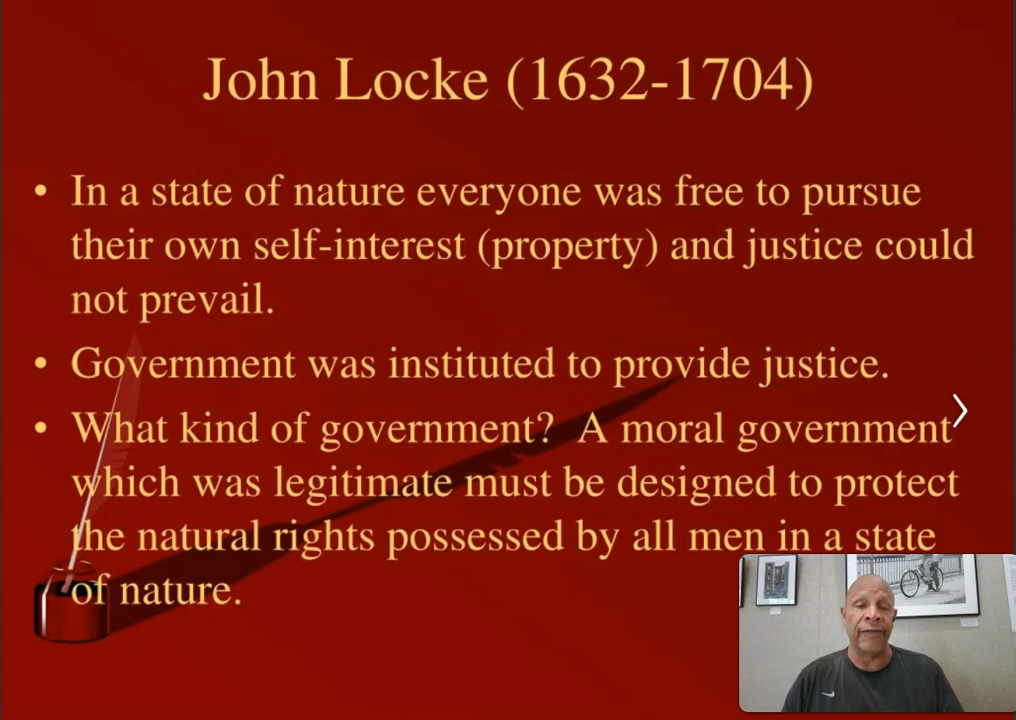 John Locke (1632-1704)
• In a state of nature everyone was free to pursue
their own self-interest (property) and justice could
not prevail.
• Government was instituted to provide justice.
• What kind of government?  A moral government
which was legitimate must be designed to protect
the natural rights possessed by all men in a state
of nature.